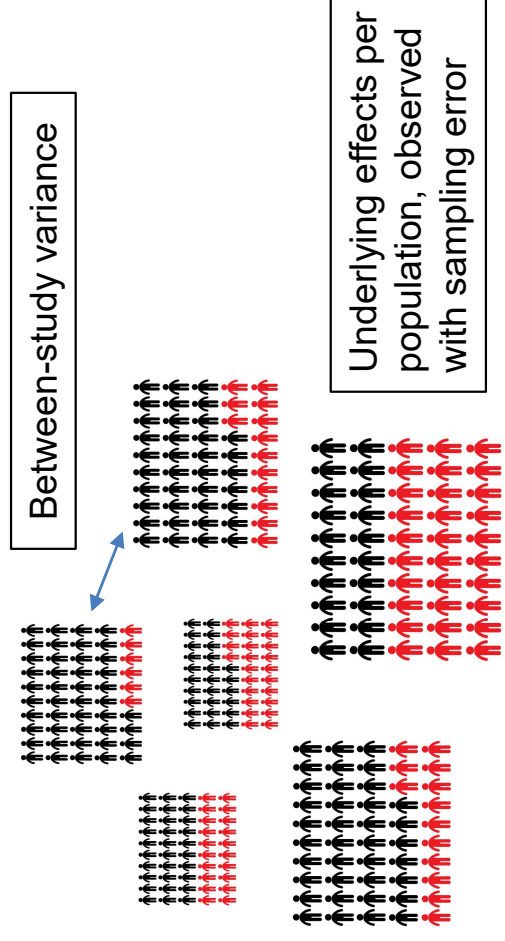 Between-study variance
Underlying effects per
population, observed
with sampling error